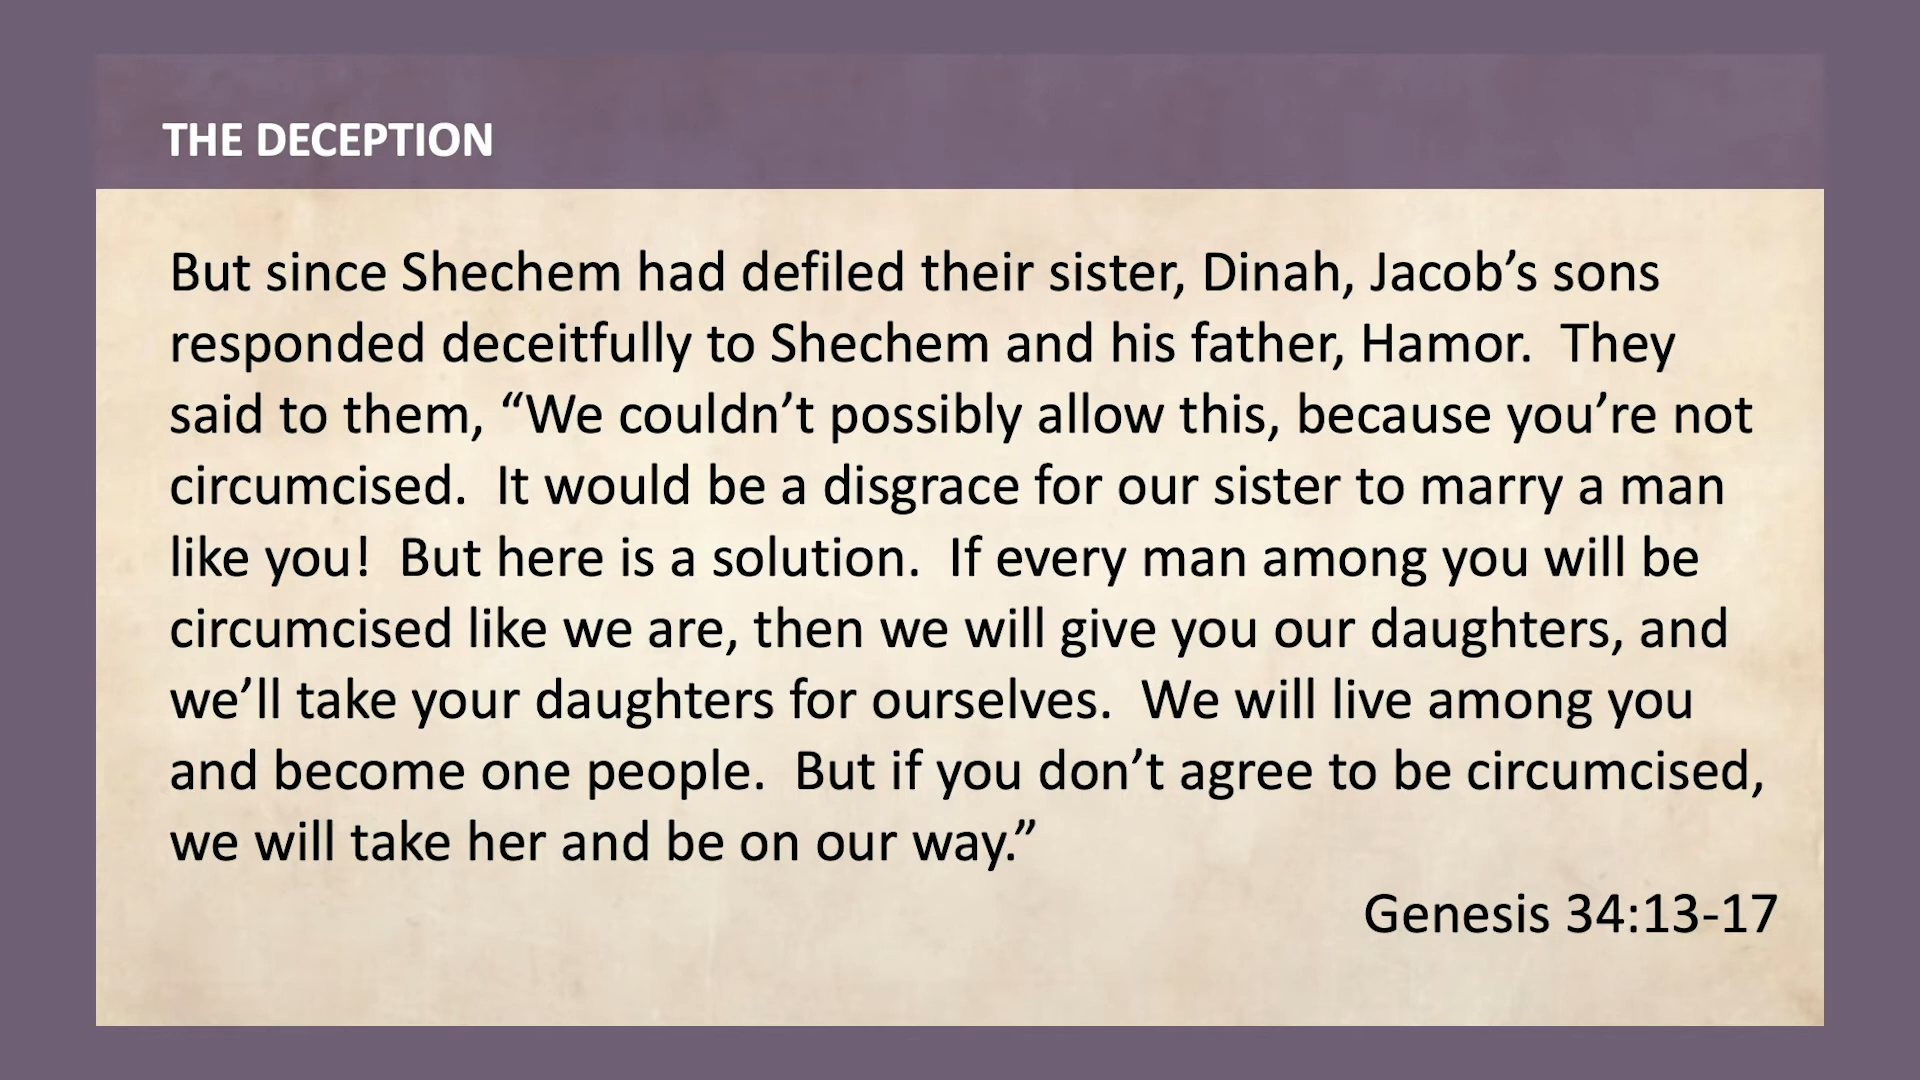 THE DECEPTION
But since Shechem had defiled their sister, Dinah, Jacob’s sons
responded deceitfully to Shechem and his father, Hamor.  They
said to them, “We couldn’t possibly allow this, because you’re not
circumcised.  It would be a disgrace for our sister to marry a man
like you!  But here is a solution.  If every man among you will be
circumcised like we are, then we will give you our daughters, and
we’ll take your daughters for ourselves.  We will live among you
and become one people.  But if you don’t agree to be circumcised,
we will take her and be on our way.”
Genesis 34:13-17